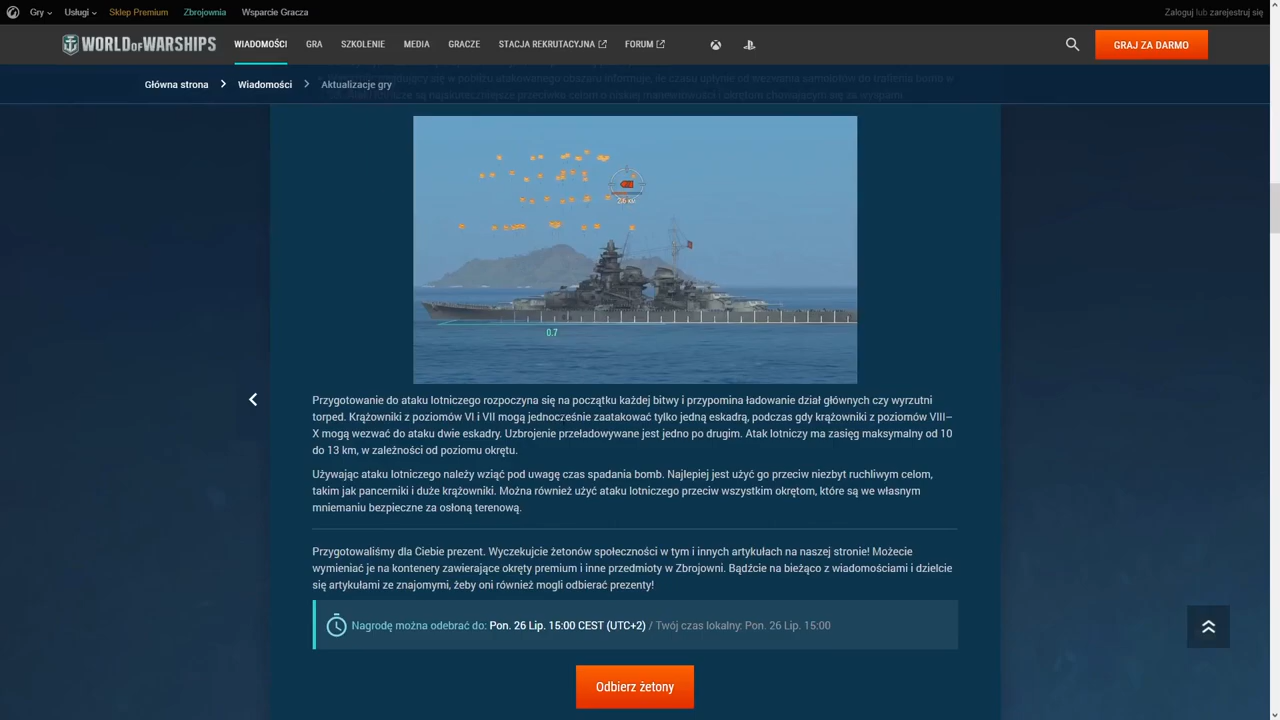 Gry
Usługi
Sklep Premium
Zbrojownia
Wsparcie Gracza
Zaloguj lub zarejestruj się
WORLD OF WARSHIPS
WIADOMOŚCI
GRA
SZKOLENIE
MEDIA
GRACZE
STACJA REKRUTACYJNA
FORUM
GRAJ ZA DARMO
Główna strona
Wiadomości
Aktualizacje gry
2.6 км
0.7
Przygotowanie do ataku lotniczego rozpoczyna się na początku każdej bitwy i przypomina ładowanie dział głównych czy wyrzutni
torped. Krążowniki z poziomów VI i VII mogą jednocześnie zaatakować tylko jedną eskadrą, podczas gdy krążowniki z poziomów VIII–
X mogą wezwać do ataku dwie eskadry. Uzbrojenie przeładowywane jest jedno po drugim. Atak lotniczy ma zasięg maksymalny od 10
do 13 km, w zależności od poziomu okrętu.
Używając ataku lotniczego należy wziąć pod uwagę czas spadania bomb. Najlepiej jest użyć go przeciw niezbyt ruchliwym celom,
takim jak pancerniki i duże krążowniki. Można również użyć ataku lotniczego przeciw wszystkim okrętom, które są we własnym
mniemaniu bezpieczne za osłoną terenową.
Przygotowaliśmy dla Ciebie prezent. Wyczekujcie żetonów społeczności w tym i innych artykułach na naszej stronie! Możecie
wymieniać je na kontenery zawierające okręty premium i inne przedmioty w Zbrojowni. Bądźcie na bieżąco z wiadomościami i dzielcie
się artykułami ze znajomymi, żeby oni również mogli odbierać prezenty!
Nagrodę można odebrać do: Pon. 26 Lip. 15:00 CEST (UTC+2) / Twój czas lokalny: Pon. 26 Lip. 15:00
Odbierz żetony